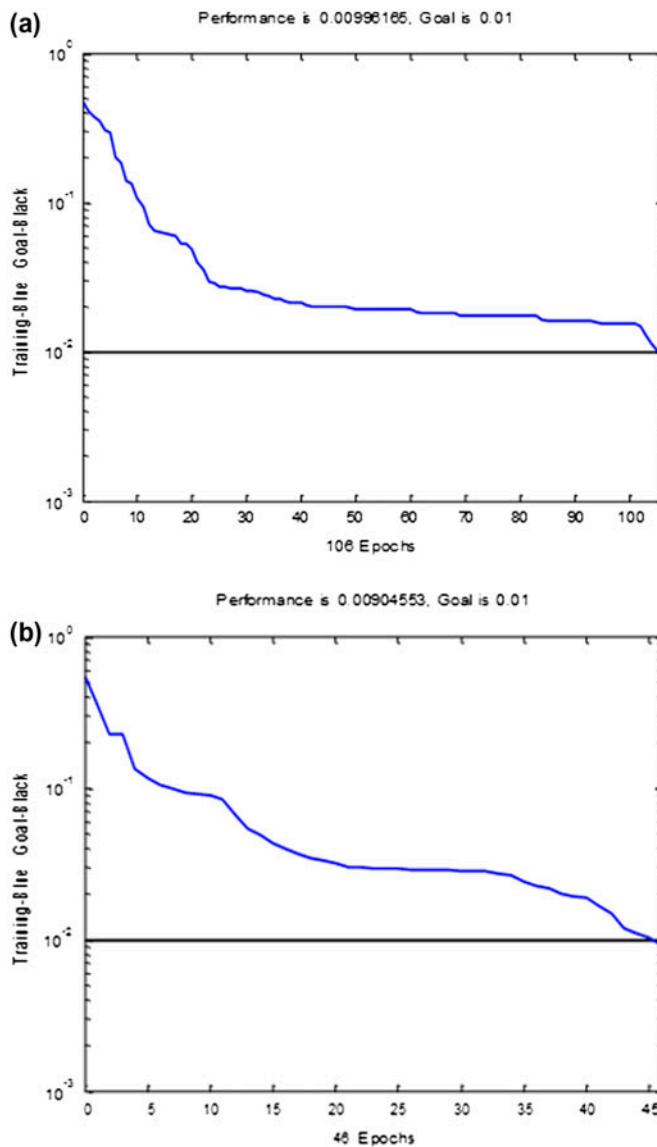 (a)
Performance is 0.00996165, Goal is 0.01
10^0
10^-1
10^-2
10^-3
Training-Blue Goal-Black
0 10 20 30 40 50 60 70 80 90 100
106 Epochs
(b)
Performance is 0.00904553, Goal is 0.01
10^0
10^-1
10^-2
10^-3
Training-Blue Goal-Black
0 5 10 15 20 25 30 35 40 45
46 Epochs